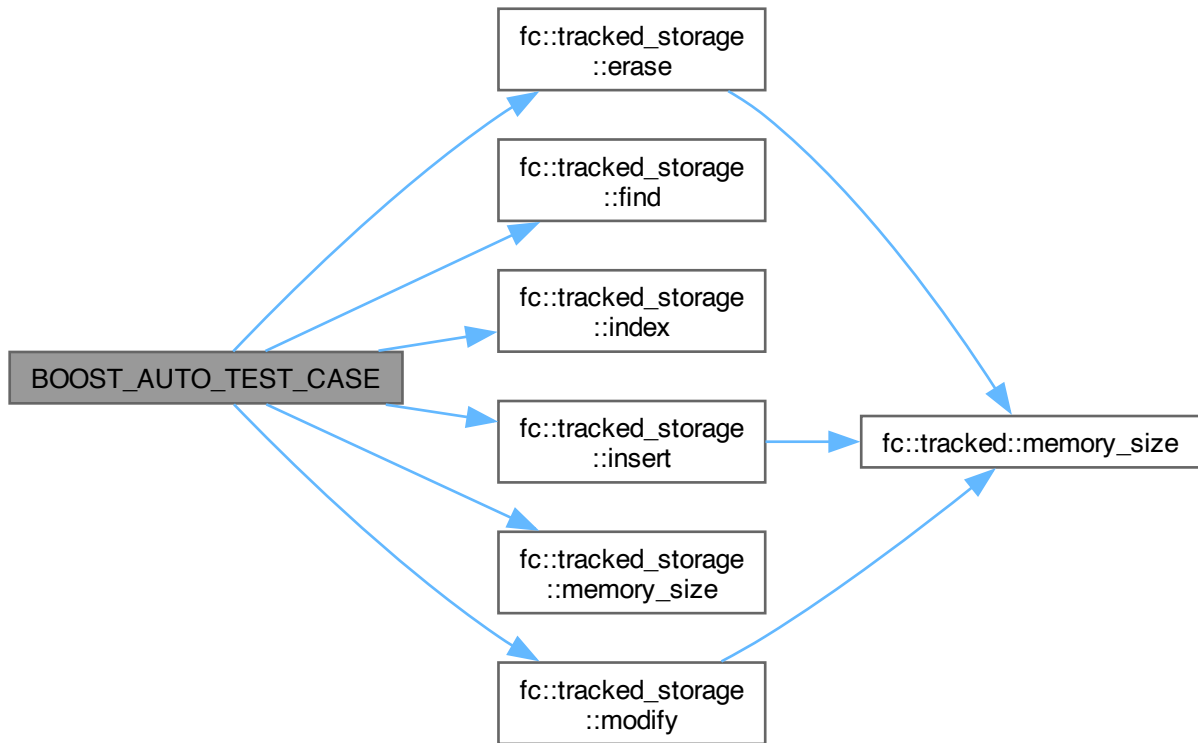 fc::tracked_storage
::erase
fc::tracked_storage
::find
fc::tracked_storage
::index
BOOST_AUTO_TEST_CASE
fc::tracked_storage
::insert
fc::tracked::memory_size
fc::tracked_storage
::memory_size
fc::tracked_storage
::modify